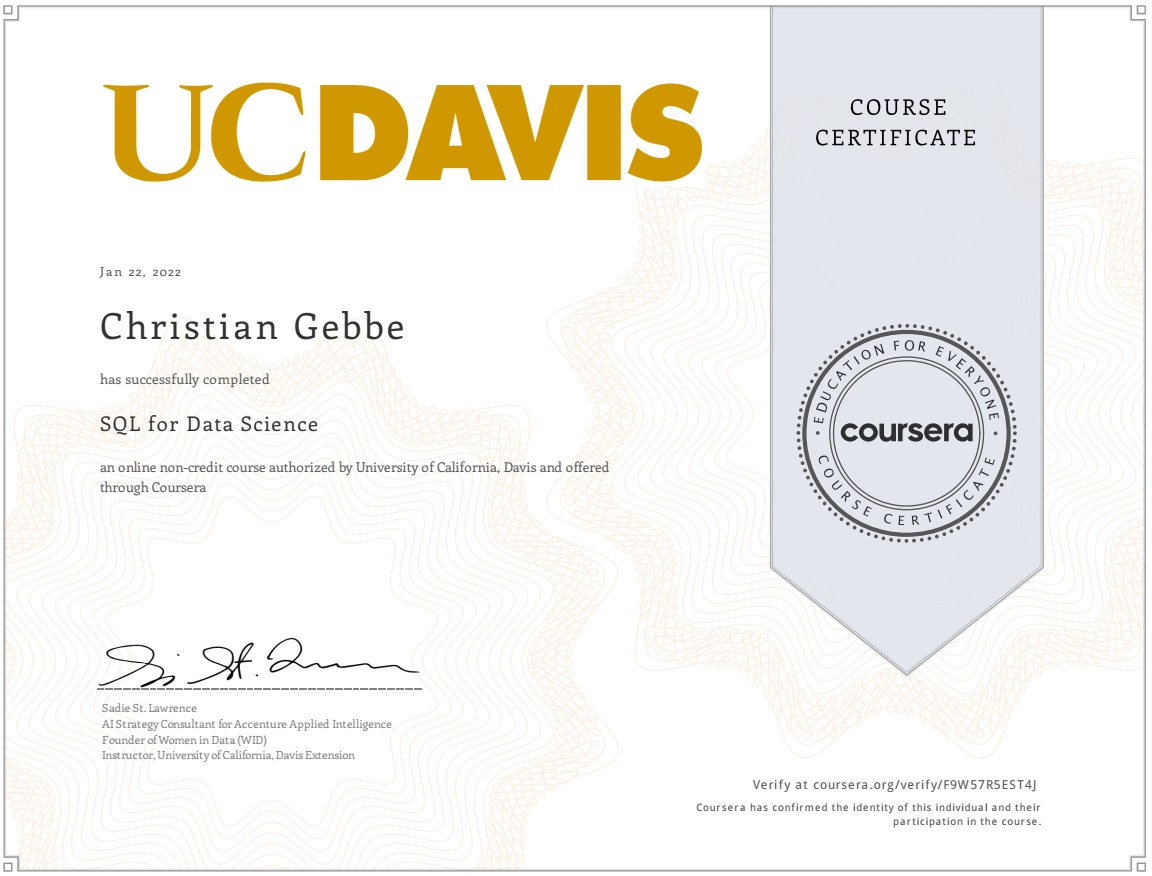 UCDAVIS
COURSE
CERTIFICATE
Jan 22, 2022
Christian Gebbe
has successfully completed
SQL for Data Science
an online non-credit course authorized by University of California, Davis and offered
through Coursera
EDUCATION FOR EVERYONE
coursera
COURSE CERTIFICATE
Sadie St. Lawrence
AI Strategy Consultant for Accenture Applied Intelligence
Founder of Women in Data (WID)
Instructor, University of California, Davis Extension
Verify at coursera.org/verify/F9W57R5EST4J
Coursera has confirmed the identity of this individual and their
participation in the course.